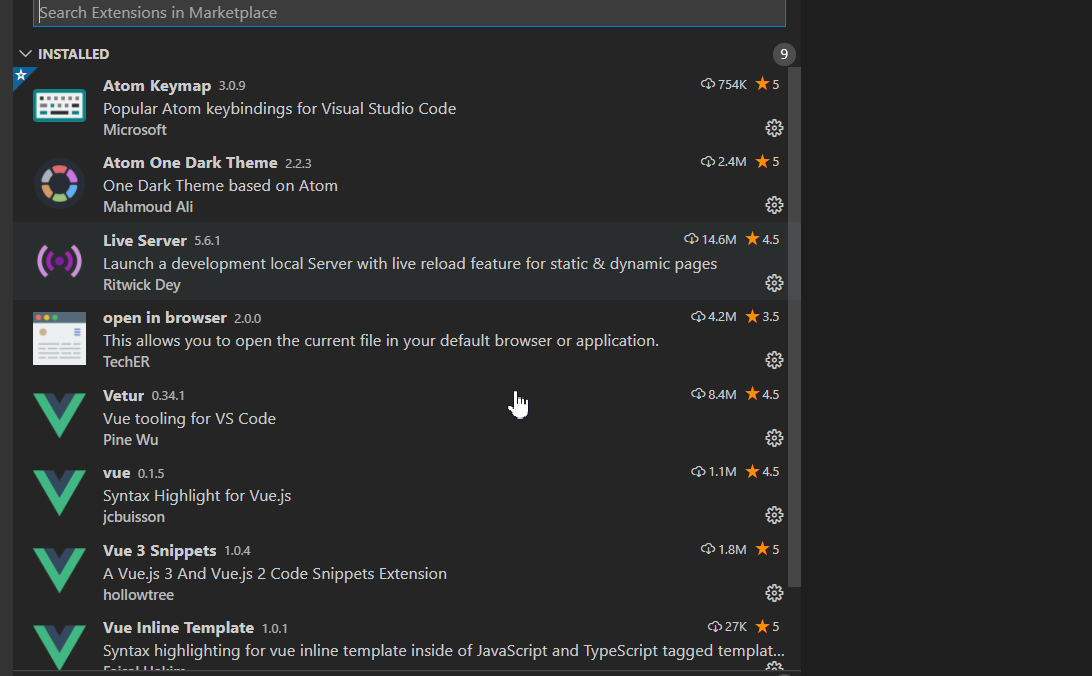 Search Extensions in Marketplace
INSTALLED 9
Atom Keymap 3.0.9 754K 5
Popular Atom keybindings for Visual Studio Code
Microsoft
Atom One Dark Theme 2.2.3 2.4M 5
One Dark Theme based on Atom
Mahmoud Ali
Live Server 5.6.1 14.6M 4.5
Launch a development local Server with live reload feature for static & dynamic pages
Ritwick Dey
open in browser 2.0.0 4.2M 3.5
This allows you to open the current file in your default browser or application.
TechER
Vetur 0.34.1 8.4M 4.5
Vue tooling for VS Code
Pine Wu
vue 0.1.5 1.1M 4.5
Syntax Highlight for Vue.js
jcbuisson
Vue 3 Snippets 1.0.4 1.8M 5
A Vue.js 3 And Vue.js 2 Code Snippets Extension
hollowtree
Vue Inline Template 1.0.1 27K 5
Syntax highlighting for vue inline template inside of JavaScript and TypeScript tagged templat...
Faisal Hakim